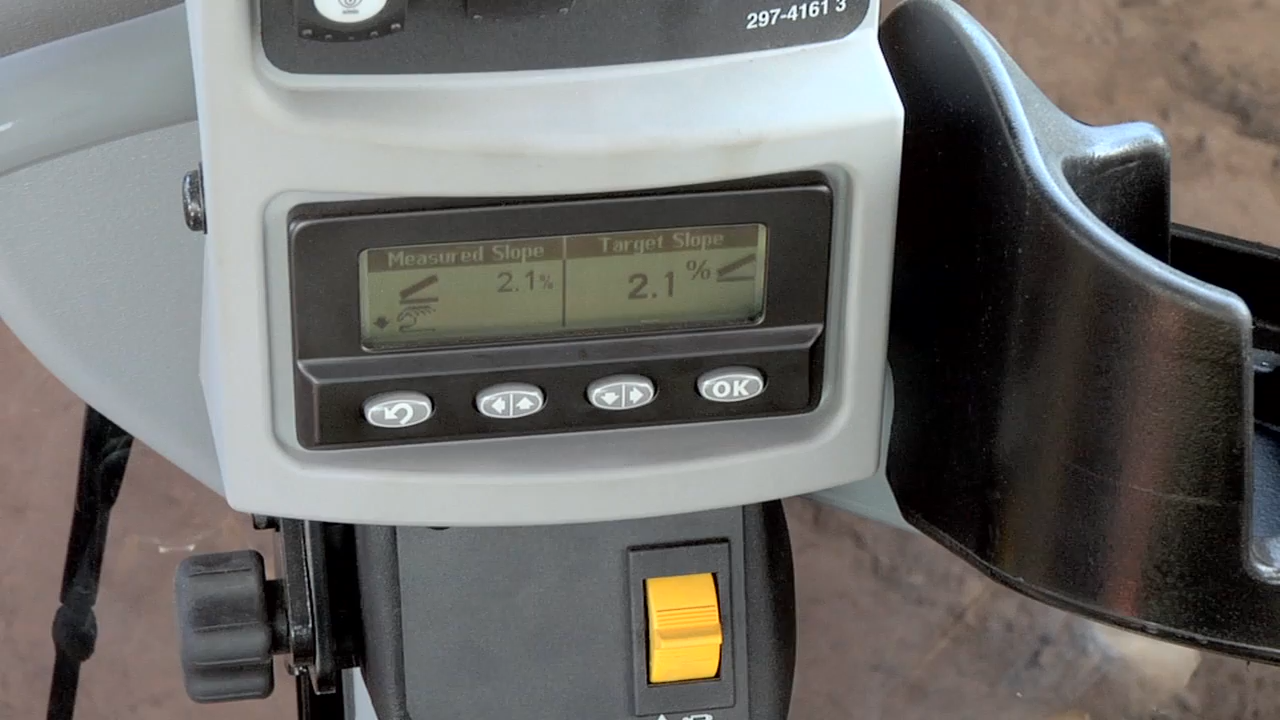 297-4161 3
Measured Slope
Target Slope
2.1%
2.1 %
OK